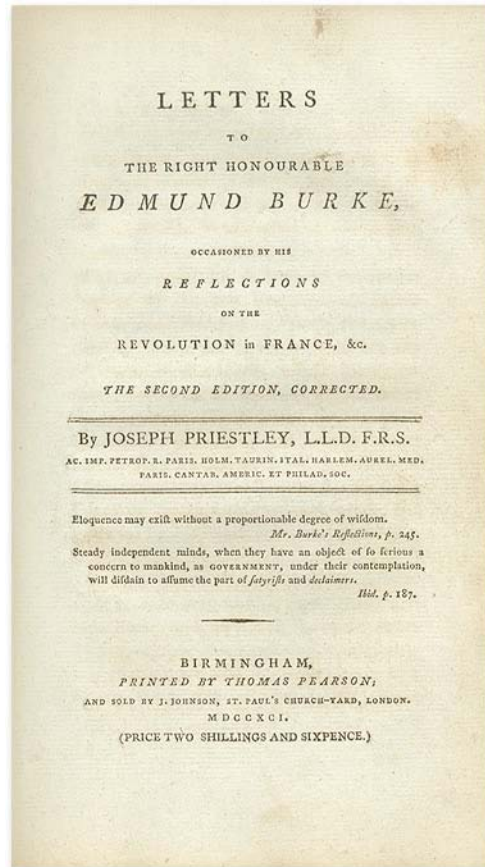 LETTERS
TO
THE RIGHT HONOURABLE
EDMUND BURKE,
OCCASIONED BY HIS
REFLECTIONS
ON THE
REVOLUTION in FRANCE, &c.
THE SECOND EDITION, CORRECTED.
By JOSEPH PRIESTLEY, L.L.D. F.R.S.
AC. IMP. PETROP. R. PARIS. HOLM. TAURIN. ITAL. HARLEM. AUREL. MED.
PARIS. CANTAB. AMERIC. ET PHILAD. SOC.
Eloquence may exiſt without a proportionable degree of wiſdom.
Mr. Burke's Reflections, p. 245.
Steady independent minds, when they have an object of ſo ſerious a
concern to mankind, as GOVERNMENT, under their contemplation,
will diſdain to aſſume the part of ſatyriſts and declaimers.
Ibid. p. 187.
BIRMINGHAM,
PRINTED BY THOMAS PEARSON;
AND SOLD BY J. JOHNSON, ST. PAUL'S CHURCH-YARD, LONDON.
MDCCXCI.
(PRICE TWO SHILLINGS AND SIXPENCE.)